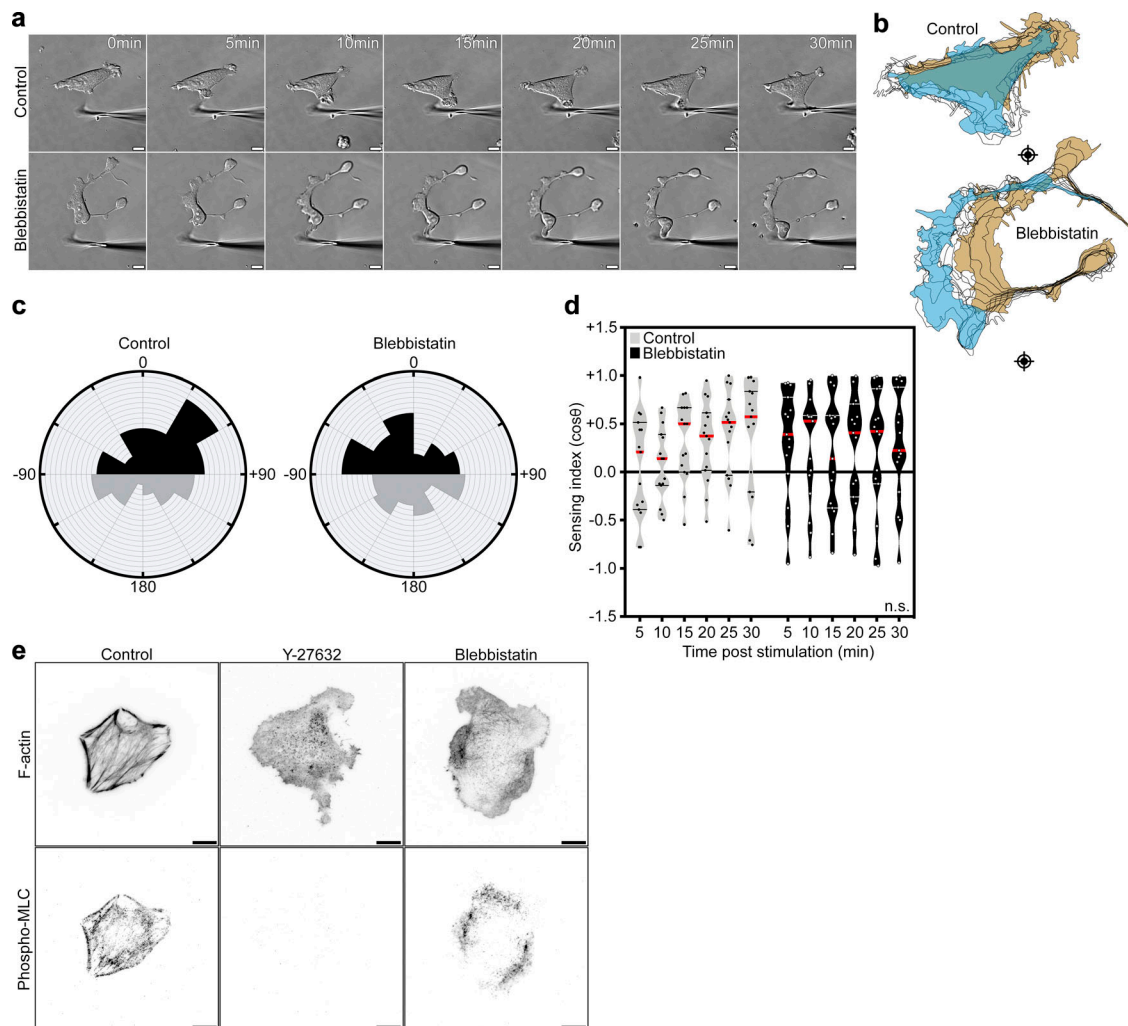 a
0min 5min 10min 15min 20min 25min 30min
Control
Blebbistatin
b
Control
Blebbistatin
c
Control Blebbistatin
0 0
-90 +90 -90 +90
180 180
d
Sensing index (cosθ)
+1.5
+1.0
+0.5
0.0
-0.5
-1.0
-1.5
Control
Blebbistatin
n.s.
5 10 15 20 25 30 5 10 15 20 25 30
Time post stimulation (min)
e
Control Y-27632 Blebbistatin
F-actin
Phospho-MLC